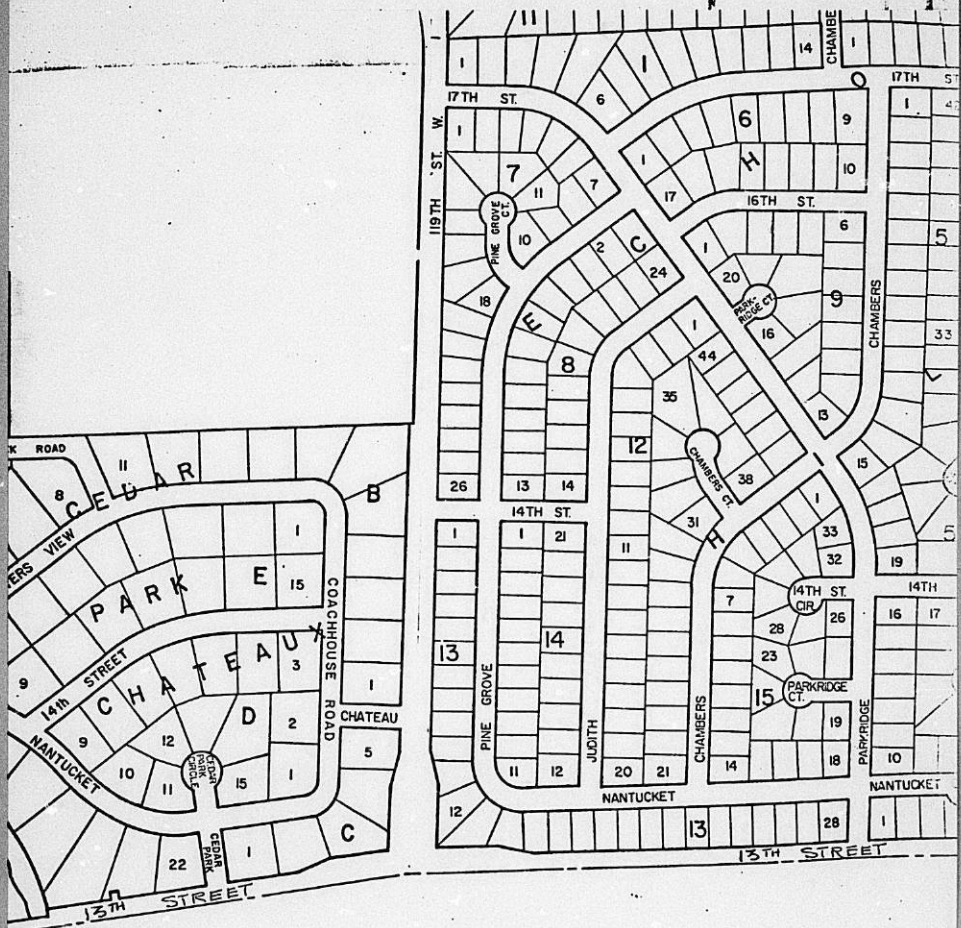 11
CHAMBE
14
1
1
1
17TH ST.
6
17TH ST
O
1
1
6
9
119TH ST. W.
7
11
7
1
17
H
10
16TH ST.
PINE GROVE CT.
10
2
C
24
1
20
6
5
PARK-RIDGE CT.
9
CHAMBERS
18
E
8
1
44
16
33
L
35
13
K ROAD
11
CEDAR
8
B
12
CHAMBERS CT.
38
15
26
13
14
14TH ST.
31
H
1
33
32
19
5
ERS VIEW
1
1
1
21
11
PARK
E
15
7
14TH ST.
CIR.
26
14TH
16
17
28
COACHHOUSE ROAD
14th STREET
CHATEAUX
3
13
14
23
9
1
PINE GROVE
JUDITH
CHAMBERS
15
PARKRIDGE CT.
D
2
CHATEAU
19
PARKRIDGE
NANTUCKET
9
12
5
10
11
CEDAR PARK CIRCLE
15
1
11
12
20
21
14
18
10
NANTUCKET
NANTUCKET
C
12
13
28
1
22
CEDAR PARK
1
13TH STREET
13TH STREET